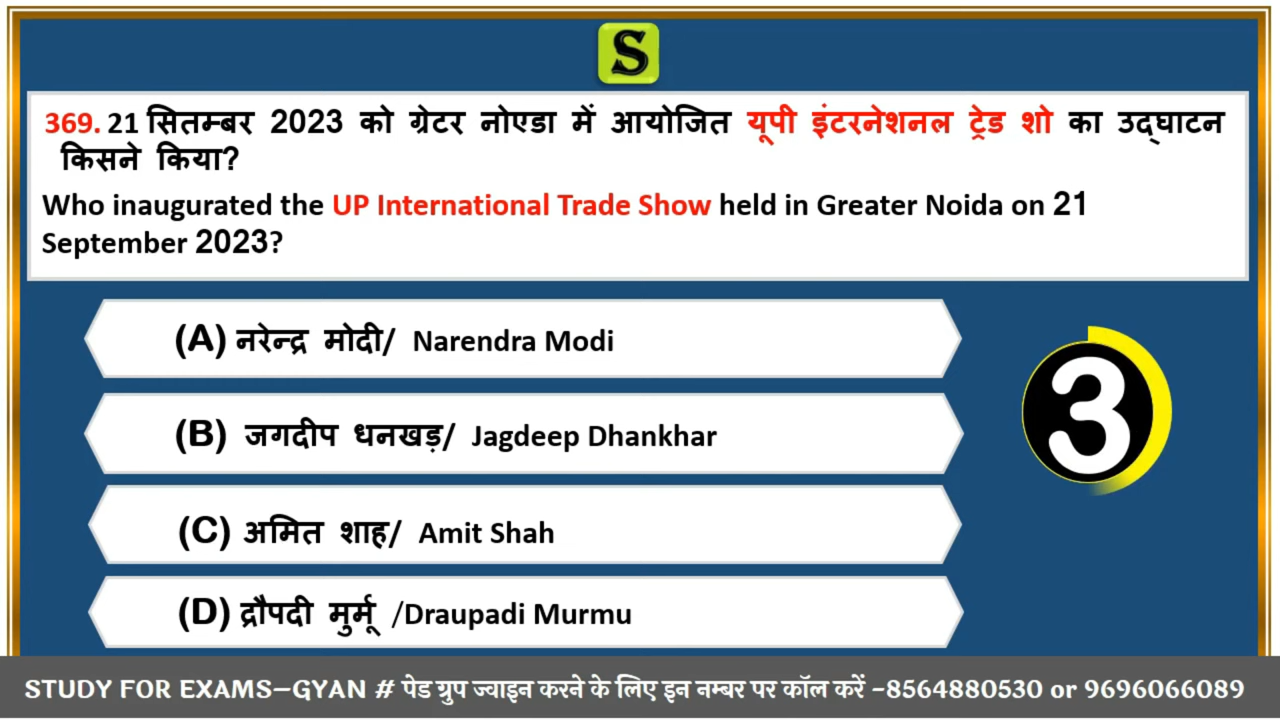 S
369. 21 सितम्बर 2023 को ग्रेटर नोएडा में आयोजित यूपी इंटरनेशनल ट्रेड शो का उद्घाटन
किसने किया?
Who inaugurated the UP International Trade Show held in Greater Noida on 21
September 2023?
(A) नरेन्द्र मोदी/ Narendra Modi
(B) जगदीप धनखड़/ Jagdeep Dhankhar
3
(C) अमित शाह/ Amit Shah
(D) द्रौपदी मुर्मू /Draupadi Murmu
STUDY FOR EXAMS–GYAN # पेड ग्रुप ज्वाइन करने के लिए इन नम्बर पर कॉल करें –8564880530 or 9696066089